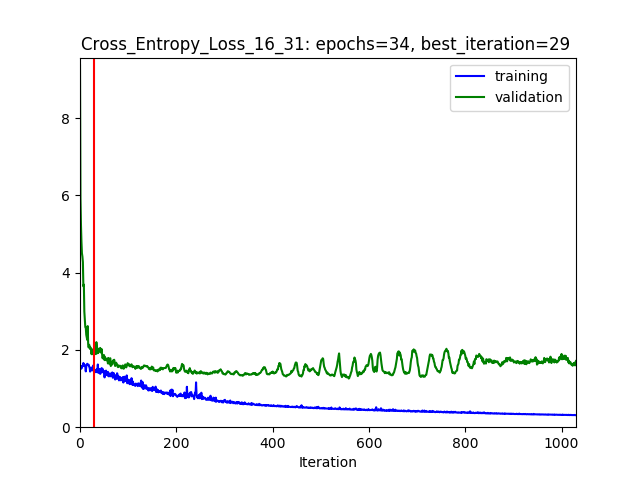 Cross_Entropy_Loss_16_31: epochs=34, best_iteration=29
training
validation
8
6
4
2
0
0 200 400 600 800 1000
Iteration